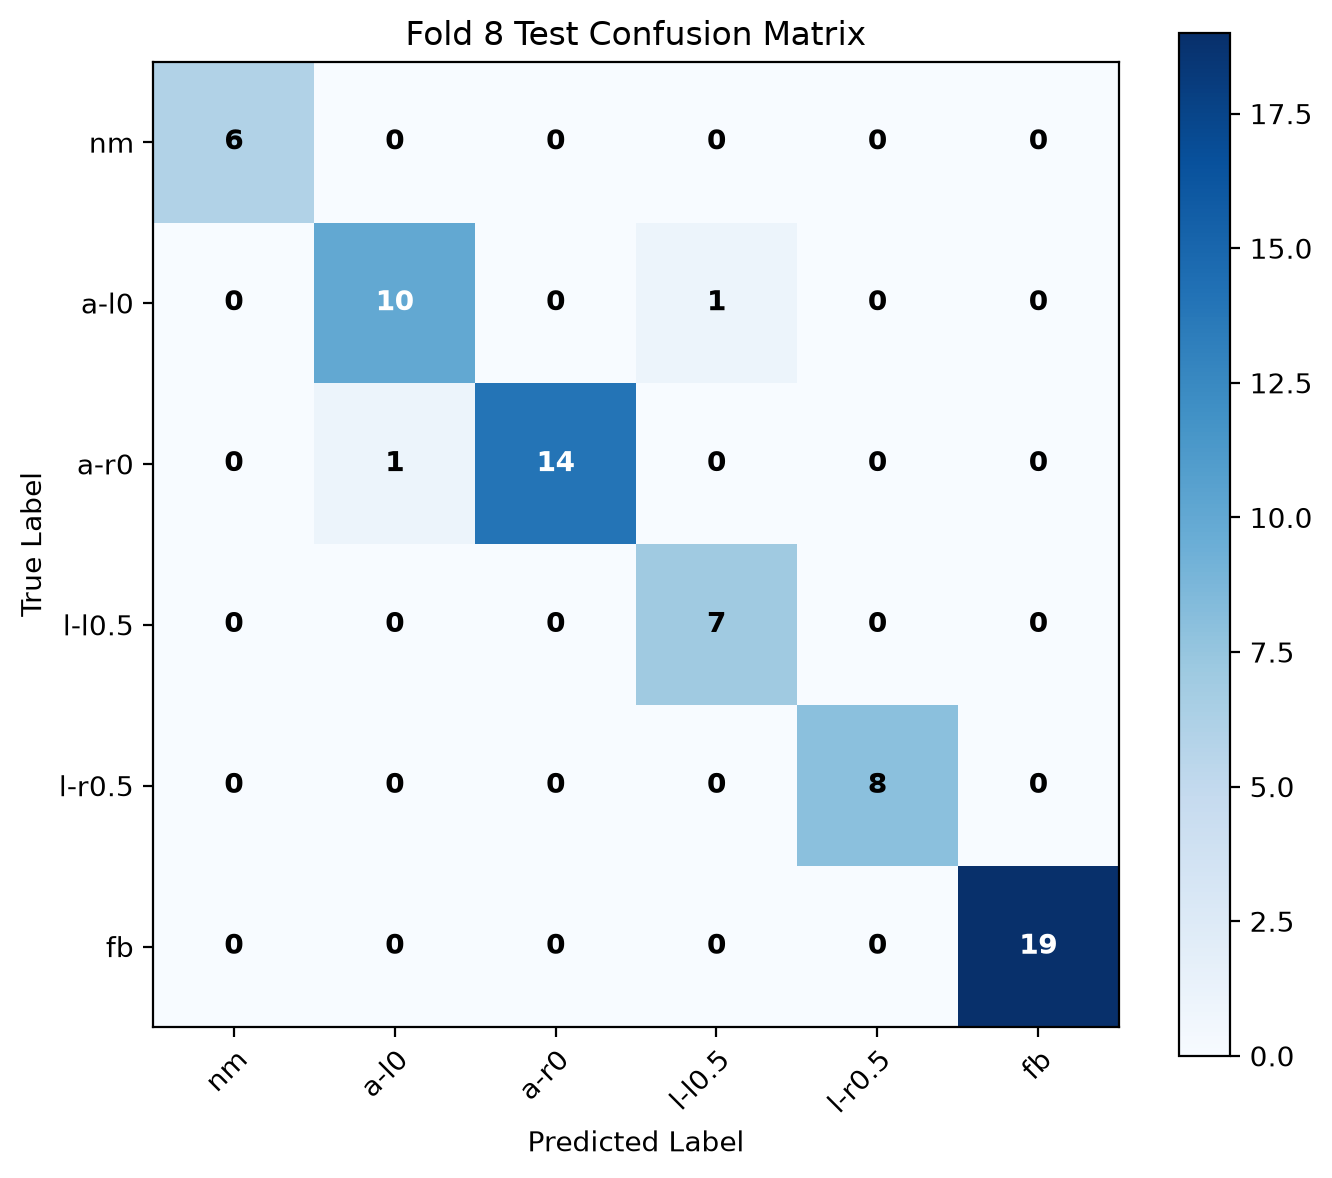 Fold 8 Test Confusion Matrix
True Label
nm 6 0 0 0 0 0
a-l0 0 10 0 1 0 0
a-r0 0 1 14 0 0 0
l-l0.5 0 0 0 7 0 0
l-r0.5 0 0 0 0 8 0
fb 0 0 0 0 0 19
nm a-l0 a-r0 l-l0.5 l-r0.5 fb
Predicted Label
17.5
15.0
12.5
10.0
7.5
5.0
2.5
0.0